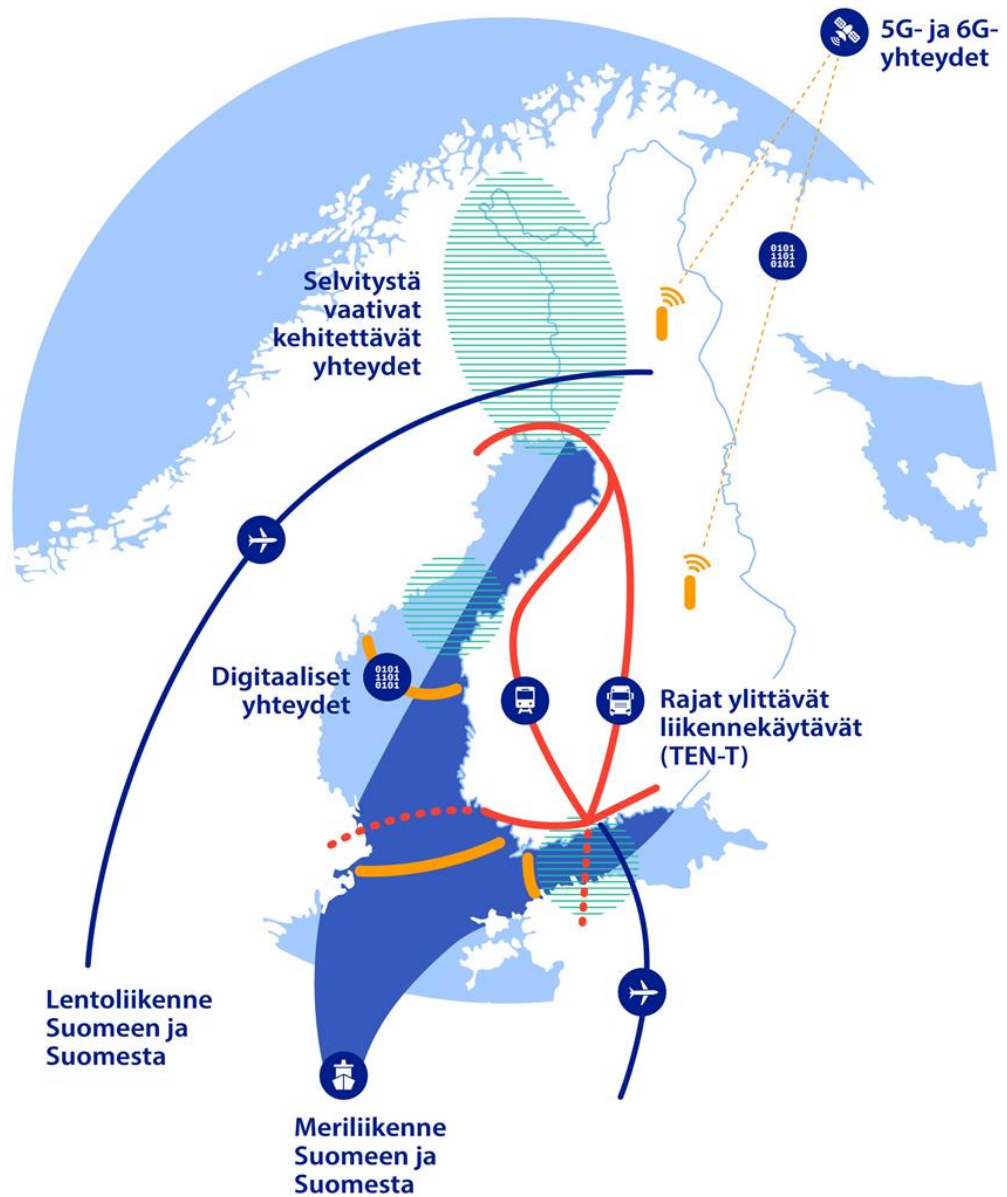 5G- ja 6G-
yhteydet
0101
1101
0101
Selvitystä
vaativat
kehitettävät
yhteydet
Digitaaliset
yhteydet
0101
1101
0101
Rajat ylittävät
liikennekäytävät
(TEN-T)
Lentoliikenne
Suomeen ja
Suomesta
Meriliikenne
Suomeen ja
Suomesta